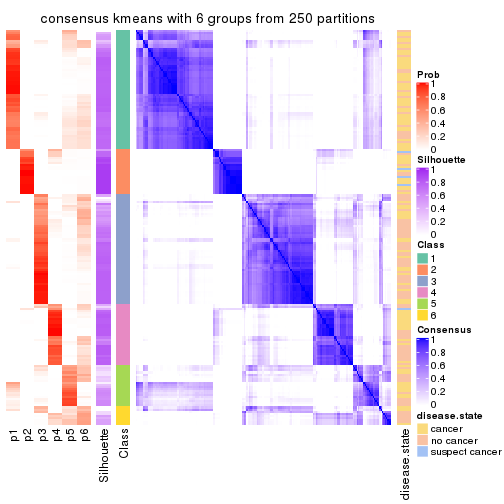 consensus kmeans with 6 groups from 250 partitions
p1
p2
p3
p4
p5
p6
Silhouette
Class
disease.state
Prob
1
0.8
0.6
0.4
0.2
0
Silhouette
1
0.8
0.6
0.4
0.2
0
Class
1
2
3
4
5
6
Consensus
1
0.8
0.6
0.4
0.2
0
disease.state
cancer
no cancer
suspect cancer